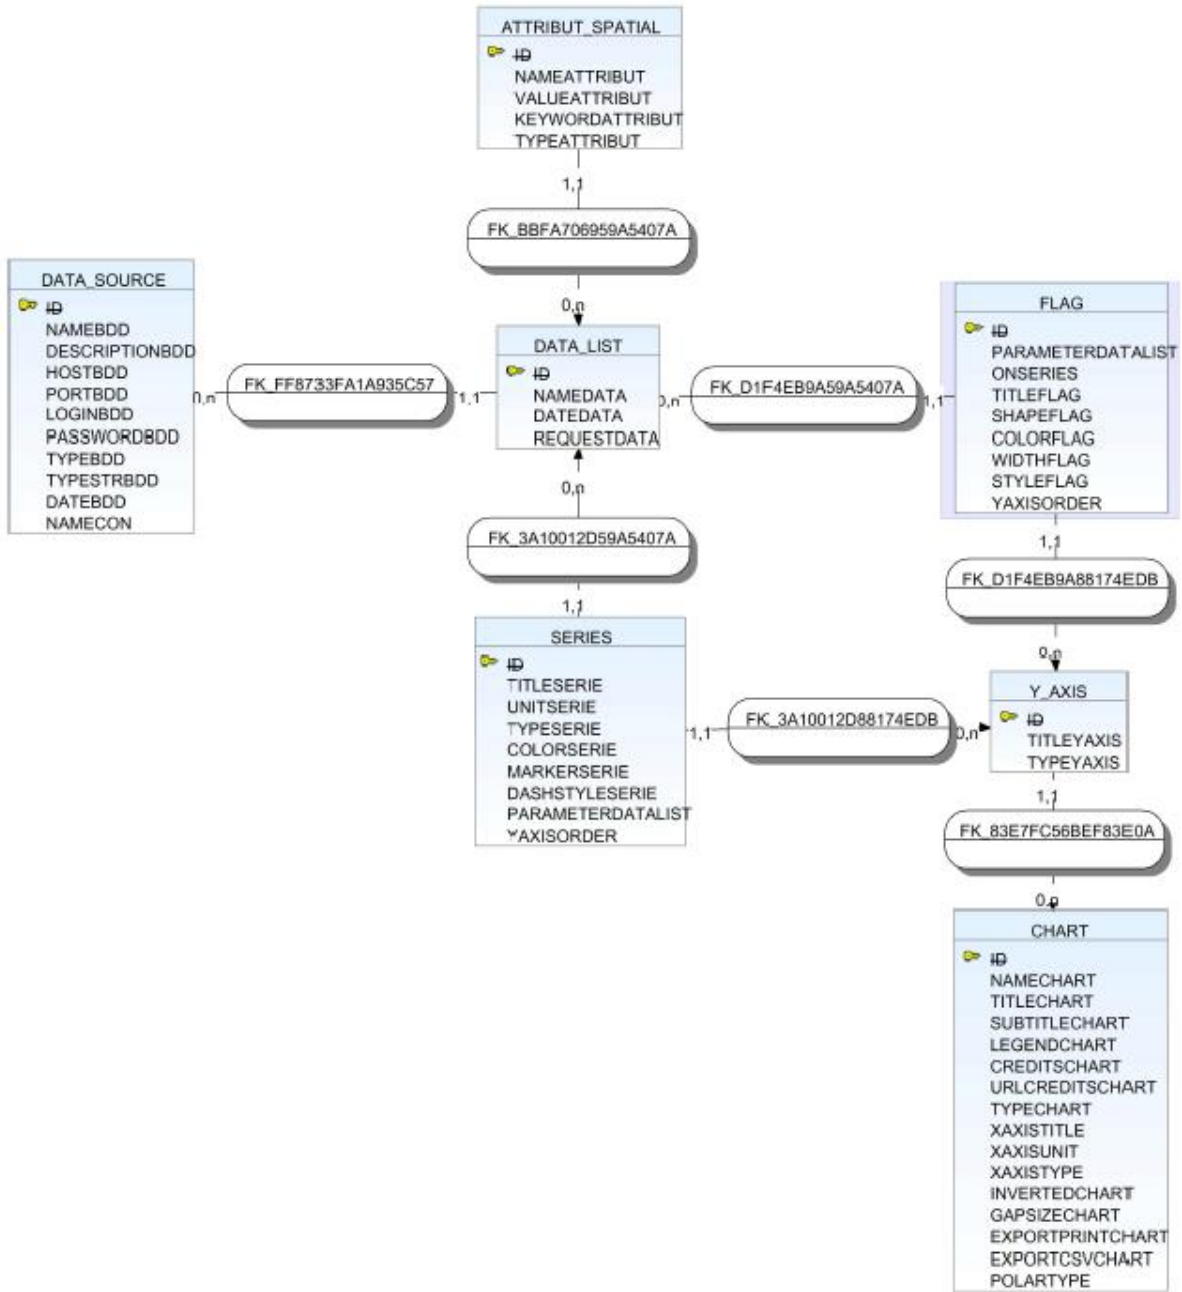 ATTRIBUT_SPATIAL
ID
NAMEATTRIBUT
VALUEATTRIBUT
KEYWORDATTRIBUT
TYPEATTRIBUT
1,1
FK_BBFA706959A5407A
0,n
DATA_SOURCE
ID
NAMEBDD
DESCRIPTIONBDD
HOSTBDD
PORTBDD
LOGINBDD
PASSWORDBDD
TYPEBDD
TYPESTRBDD
DATEBDD
NAMECON
0,n
FK_FF8733FA1A935C57
1,1
DATA_LIST
ID
NAMEDATA
DATEDATA
REQUESTDATA
0,n
FK_D1F4EB9A59A5407A
1,1
FLAG
ID
PARAMETERDATALIST
ONSERIES
TITLEFLAG
SHAPEFLAG
COLORFLAG
WIDTHFLAG
STYLEFLAG
YAXISORDER
0,n
FK_3A10012D59A5407A
1,1
1,1
FK_D1F4EB9A88174EDB
0,n
SERIES
ID
TITLESERIE
UNITSERIE
TYPESERIE
COLORSERIE
MARKERSERIE
DASHSTYLESERIE
PARAMETERDATALIST
YAXISORDER
1,1
FK_3A10012D88174EDB
0,n
Y_AXIS
ID
TITLEYAXIS
TYPEYAXIS
1,1
FK_83E7FC56BEF83E0A
0,n
CHART
ID
NAMECHART
TITLECHART
SUBTITLECHART
LEGENDCHART
CREDITSCHART
URLCREDITSCHART
TYPECHART
XAXISTITLE
XAXISUNIT
XAXISTYPE
INVERTEDCHART
GAPSIZECHART
EXPORTPRINTCHART
EXPORTCSVCHART
POLARTYPE